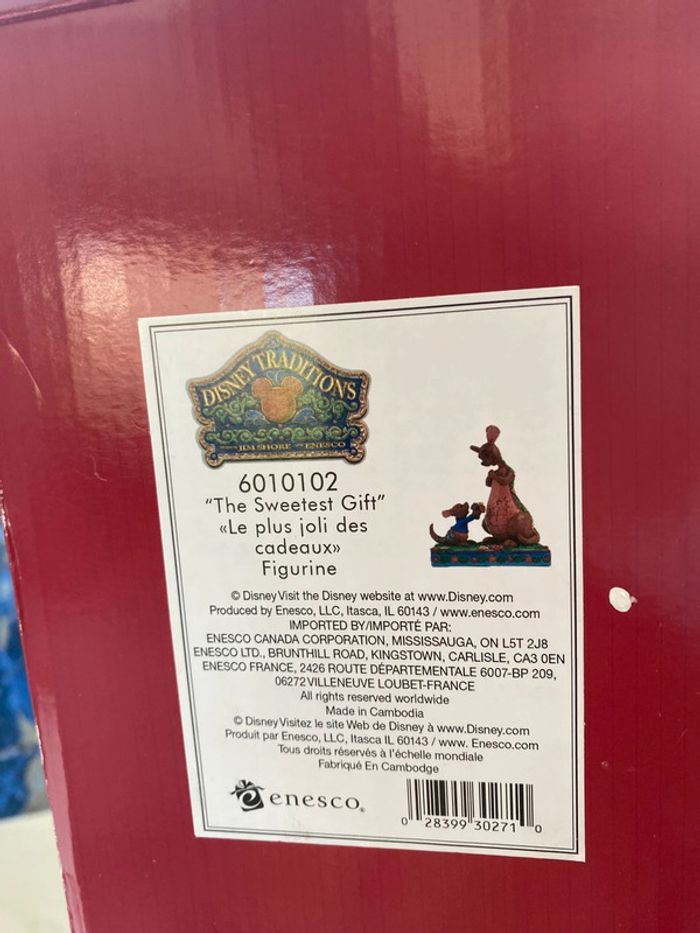 DISNEY TRADITIONS
JIM SHORE ENESCO
6010102
“The Sweetest Gift”
«Le plus joli des
cadeaux»
Figurine
© Disney Visit the Disney website at www.Disney.com
Produced by Enesco, LLC, Itasca, IL 60143 / www.enesco.com
IMPORTED BY/IMPORTÉ PAR:
ENESCO CANADA CORPORATION, MISSISSAUGA, ON L5T 2J8
ENESCO LTD., BRUNTHILL ROAD, KINGSTOWN, CARLISLE, CA3 0EN
ENESCO FRANCE, 2426 ROUTE DÉPARTEMENTALE 6007-BP 209,
06272 VILLENEUVE LOUBET-FRANCE
All rights reserved worldwide
Made in Cambodia
© Disney Visitez le site Web de Disney à www.Disney.com
Produit par Enesco, LLC, Itasca IL 60143 / www. Enesco.com
Tous droits réservés à l'échelle mondiale
Fabriqué En Cambodge
enesco®
0 28399 30271 0